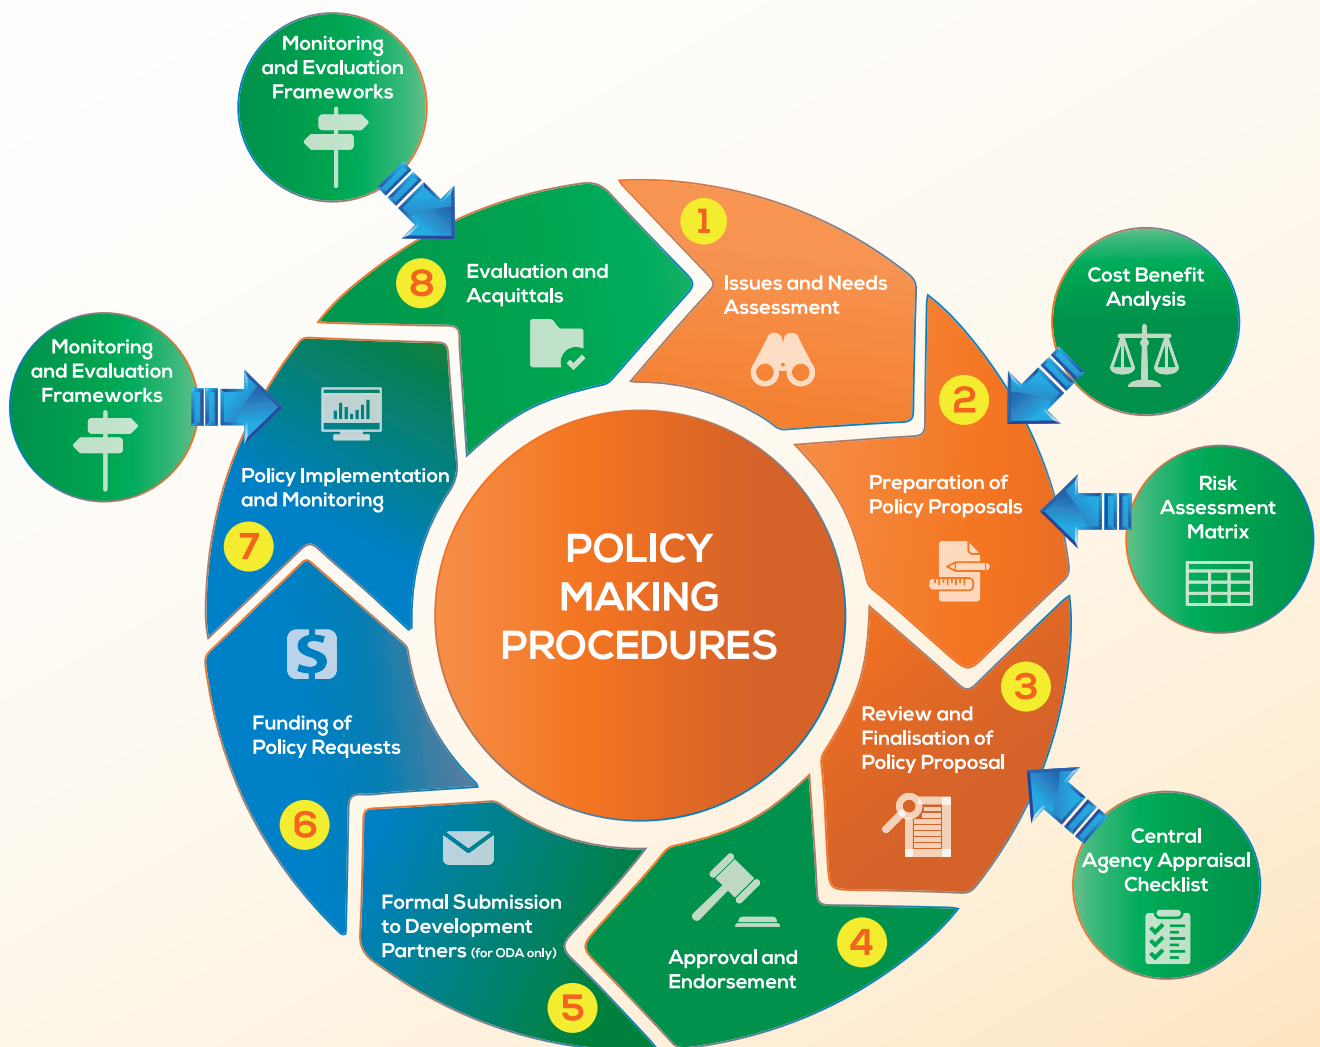 POLICY
MAKING
PROCEDURES
1
Issues and Needs
Assessment
2
Preparation of
Policy Proposals
Cost Benefit
Analysis
Risk
Assessment
Matrix
3
Review and
Finalisation of
Policy Proposal
Central
Agency Appraisal
Checklist
4
Approval and
Endorsement
5
Formal Submission
to Development
Partners (for ODA only)
6
Funding of
Policy Requests
S
7
Policy Implementation
and Monitoring
Monitoring
and Evaluation
Frameworks
8
Evaluation and
Acquittals
Monitoring
and Evaluation
Frameworks